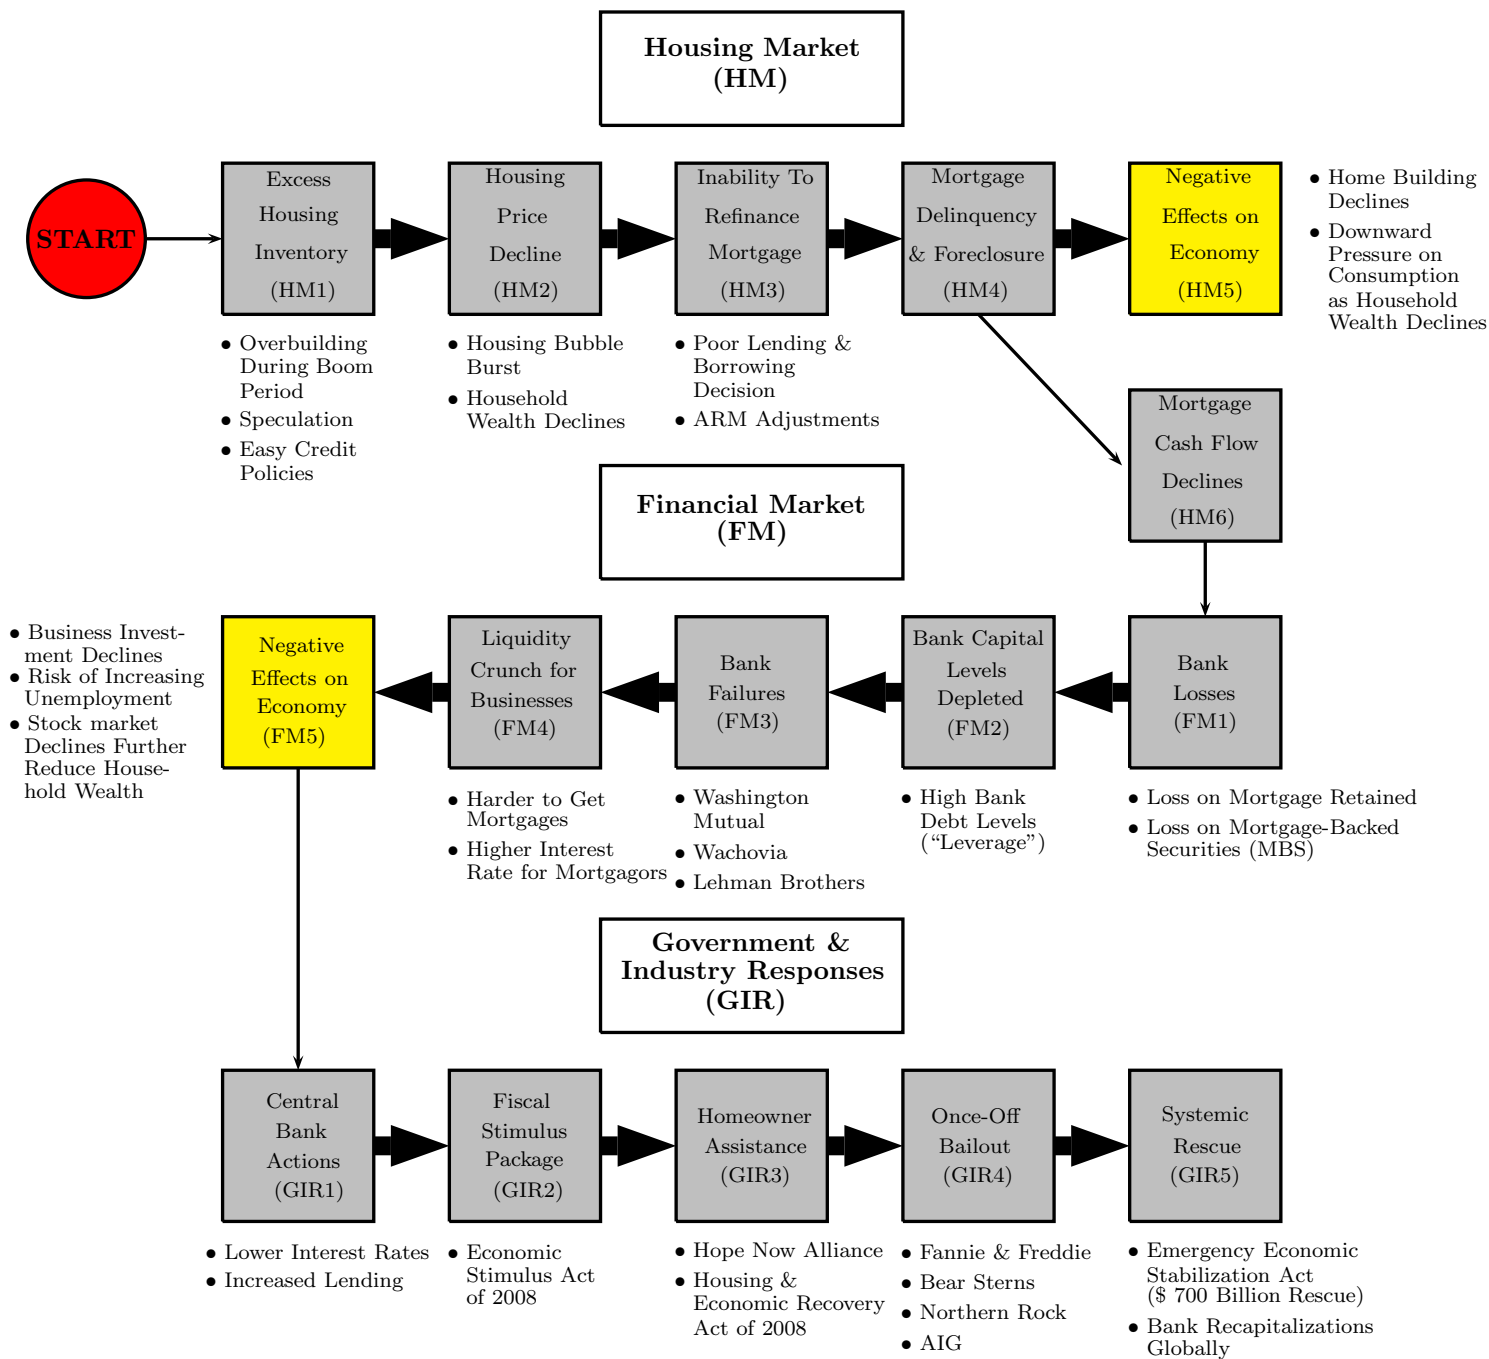 Housing Market
(HM)
START
Excess
Housing
Inventory
(HM1)
Housing
Price
Decline
(HM2)
Inability To
Refinance
Mortgage
(HM3)
Mortgage
Delinquency
& Foreclosure
(HM4)
Negative
Effects on
Economy
(HM5)
• Home Building
Declines
• Downward
Pressure on
Consumption
as Household
Wealth Declines
• Overbuilding
During Boom
Period
• Speculation
• Easy Credit
Policies
• Housing Bubble
Burst
• Household
Wealth Declines
• Poor Lending &
Borrowing
Decision
• ARM Adjustments
Mortgage
Cash Flow
Declines
(HM6)
Financial Market
(FM)
• Business Invest-
ment Declines
• Risk of Increasing
Unemployment
• Stock market
Declines Further
Reduce House-
hold Wealth
Negative
Effects on
Economy
(FM5)
Liquidity
Crunch for
Businesses
(FM4)
Bank
Failures
(FM3)
Bank Capital
Levels
Depleted
(FM2)
Bank
Losses
(FM1)
• Harder to Get
Mortgages
• Higher Interest
Rate for Mortgagors
• Washington
Mutual
• Wachovia
• Lehman Brothers
• High Bank
Debt Levels
(“Leverage”)
• Loss on Mortgage Retained
• Loss on Mortgage-Backed
Securities (MBS)
Government &
Industry Responses
(GIR)
Central
Bank
Actions
(GIR1)
Fiscal
Stimulus
Package
(GIR2)
Homeowner
Assistance
(GIR3)
Once-Off
Bailout
(GIR4)
Systemic
Rescue
(GIR5)
• Lower Interest Rates
• Increased Lending
• Economic
Stimulus Act
of 2008
• Hope Now Alliance
• Housing &
Economic Recovery
Act of 2008
• Fannie & Freddie
• Bear Sterns
• Northern Rock
• AIG
• Emergency Economic
Stabilization Act
($ 700 Billion Rescue)
• Bank Recapitalizations
Globally